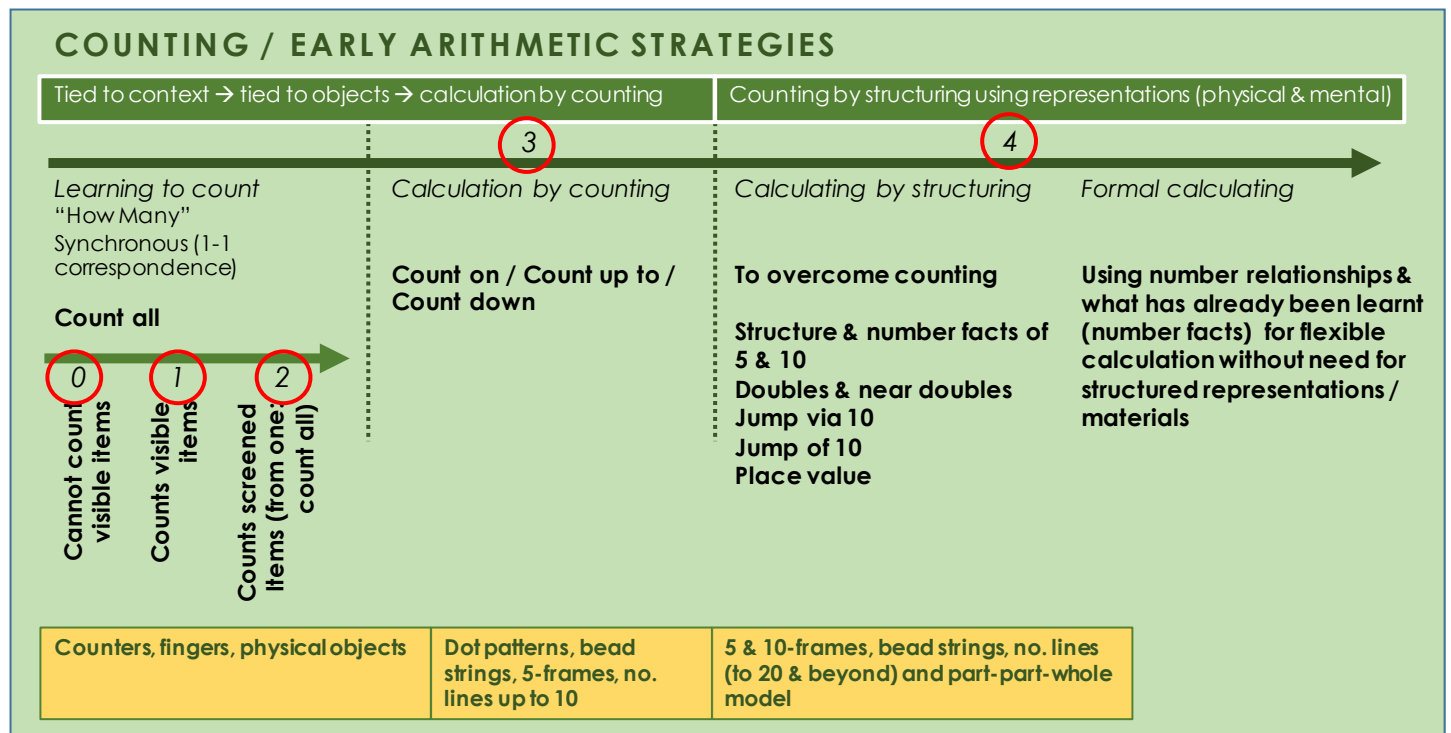 COUNTING / EARLY ARITHMETIC STRATEGIES
Tied to context → tied to objects → calculation by counting
Counting by structuring using representations (physical & mental)
3
4
Learning to count
"How Many"
Synchronous (1-1
correspondence)
Count all
0
1
2
Cannot count
visible items
Counts visible
items
Counts screened
Items (from one:
count all)
Calculation by counting
Count on / Count up to /
Count down
Calculating by structuring
To overcome counting
Structure & number facts of
5 & 10
Doubles & near doubles
Jump via 10
Jump of 10
Place value
Formal calculating
Using number relationships &
what has already been learnt
(number facts) for flexible
calculation without need for
structured representations /
materials
Counters, fingers, physical objects
Dot patterns, bead
strings, 5-frames, no.
lines up to 10
5 & 10-frames, bead strings, no. lines
(to 20 & beyond) and part-part-whole
model